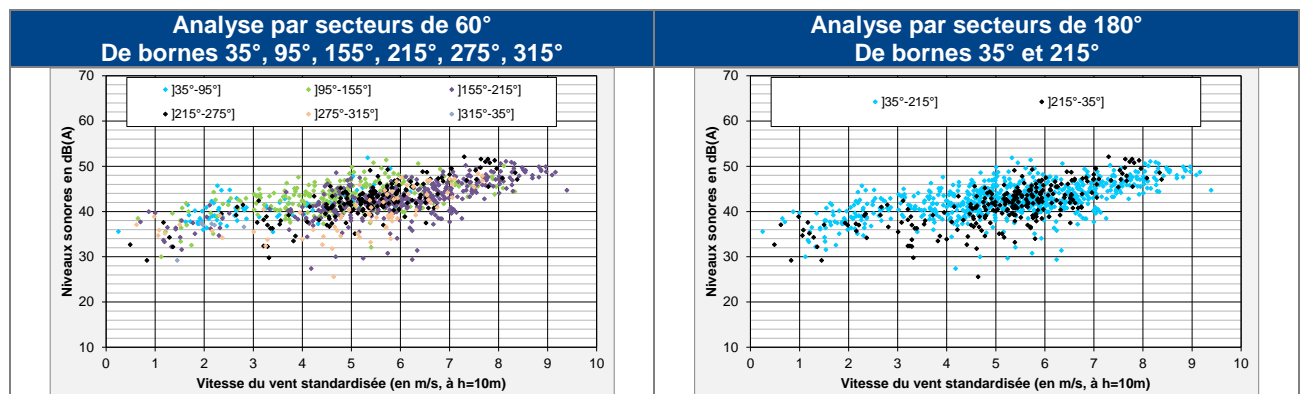 Analyse par secteurs de 60°
De bornes 35°, 95°, 155°, 215°, 275°, 315°
Analyse par secteurs de 180°
De bornes 35° et 215°
Niveaux sonores en dB(A)
70
60
50
40
30
20
10
]35°-95°]
]95°-155°]
]155°-215°]
]215°-275°]
]275°-315°]
]315°-35°]
0 1 2 3 4 5 6 7 8 9 10
Vitesse du vent standardisée (en m/s, à h=10m)
Niveaux sonores en dB(A)
70
60
50
40
30
20
10
]35°-215°]
]215°-35°]
0 1 2 3 4 5 6 7 8 9 10
Vitesse du vent standardisée (en m/s, à h=10m)